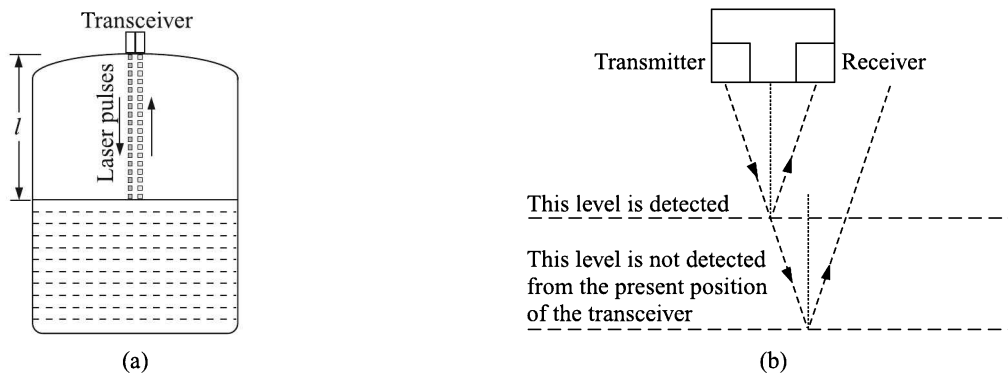 Transceiver
l
Laser pulses
(a)
Transmitter
Receiver
This level is detected
This level is not detected
from the present position
of the transceiver
(b)